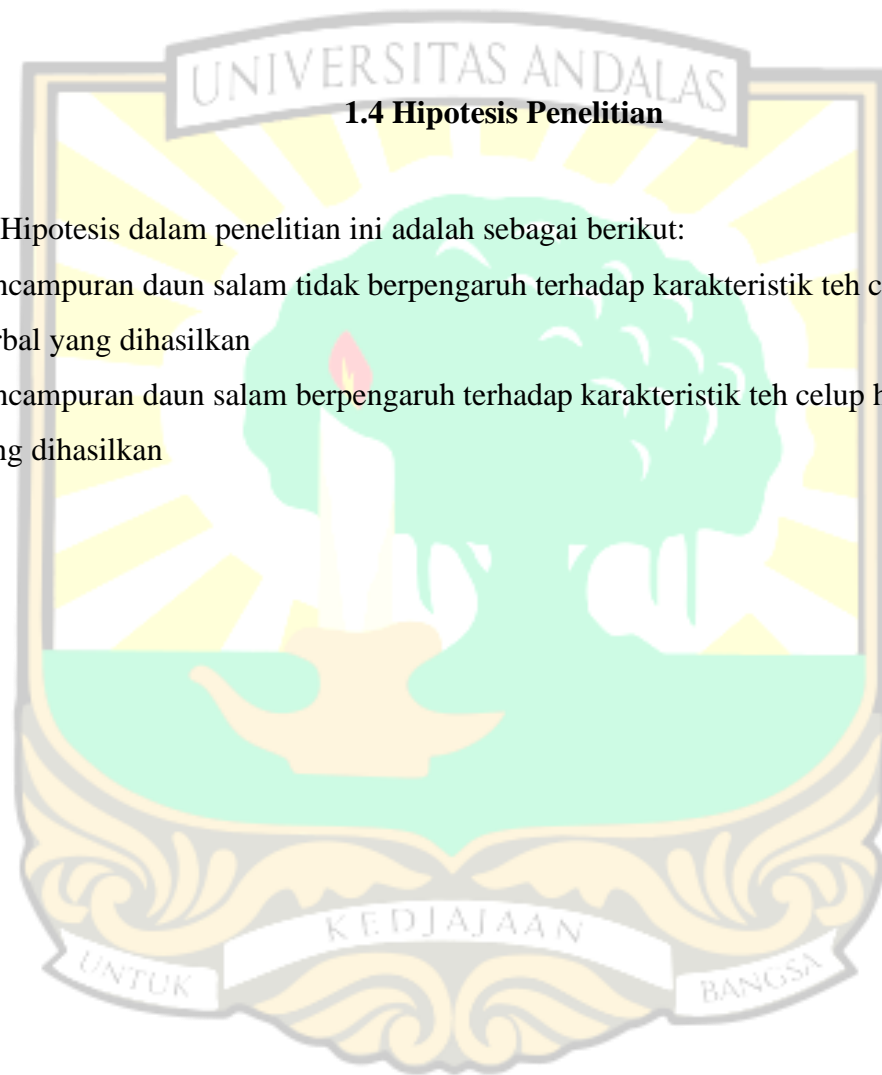 UNIVERSITAS ANDALAS
1.4 Hipotesis Penelitian
Hipotesis dalam penelitian ini adalah sebagai berikut:
ncampuran daun salam tidak berpengaruh terhadap karakteristik teh c
rbal yang dihasilkan
ncampuran daun salam berpengaruh terhadap karakteristik teh celup h
ng dihasilkan
KEDJAJAAN
UNTUK
BANGSA